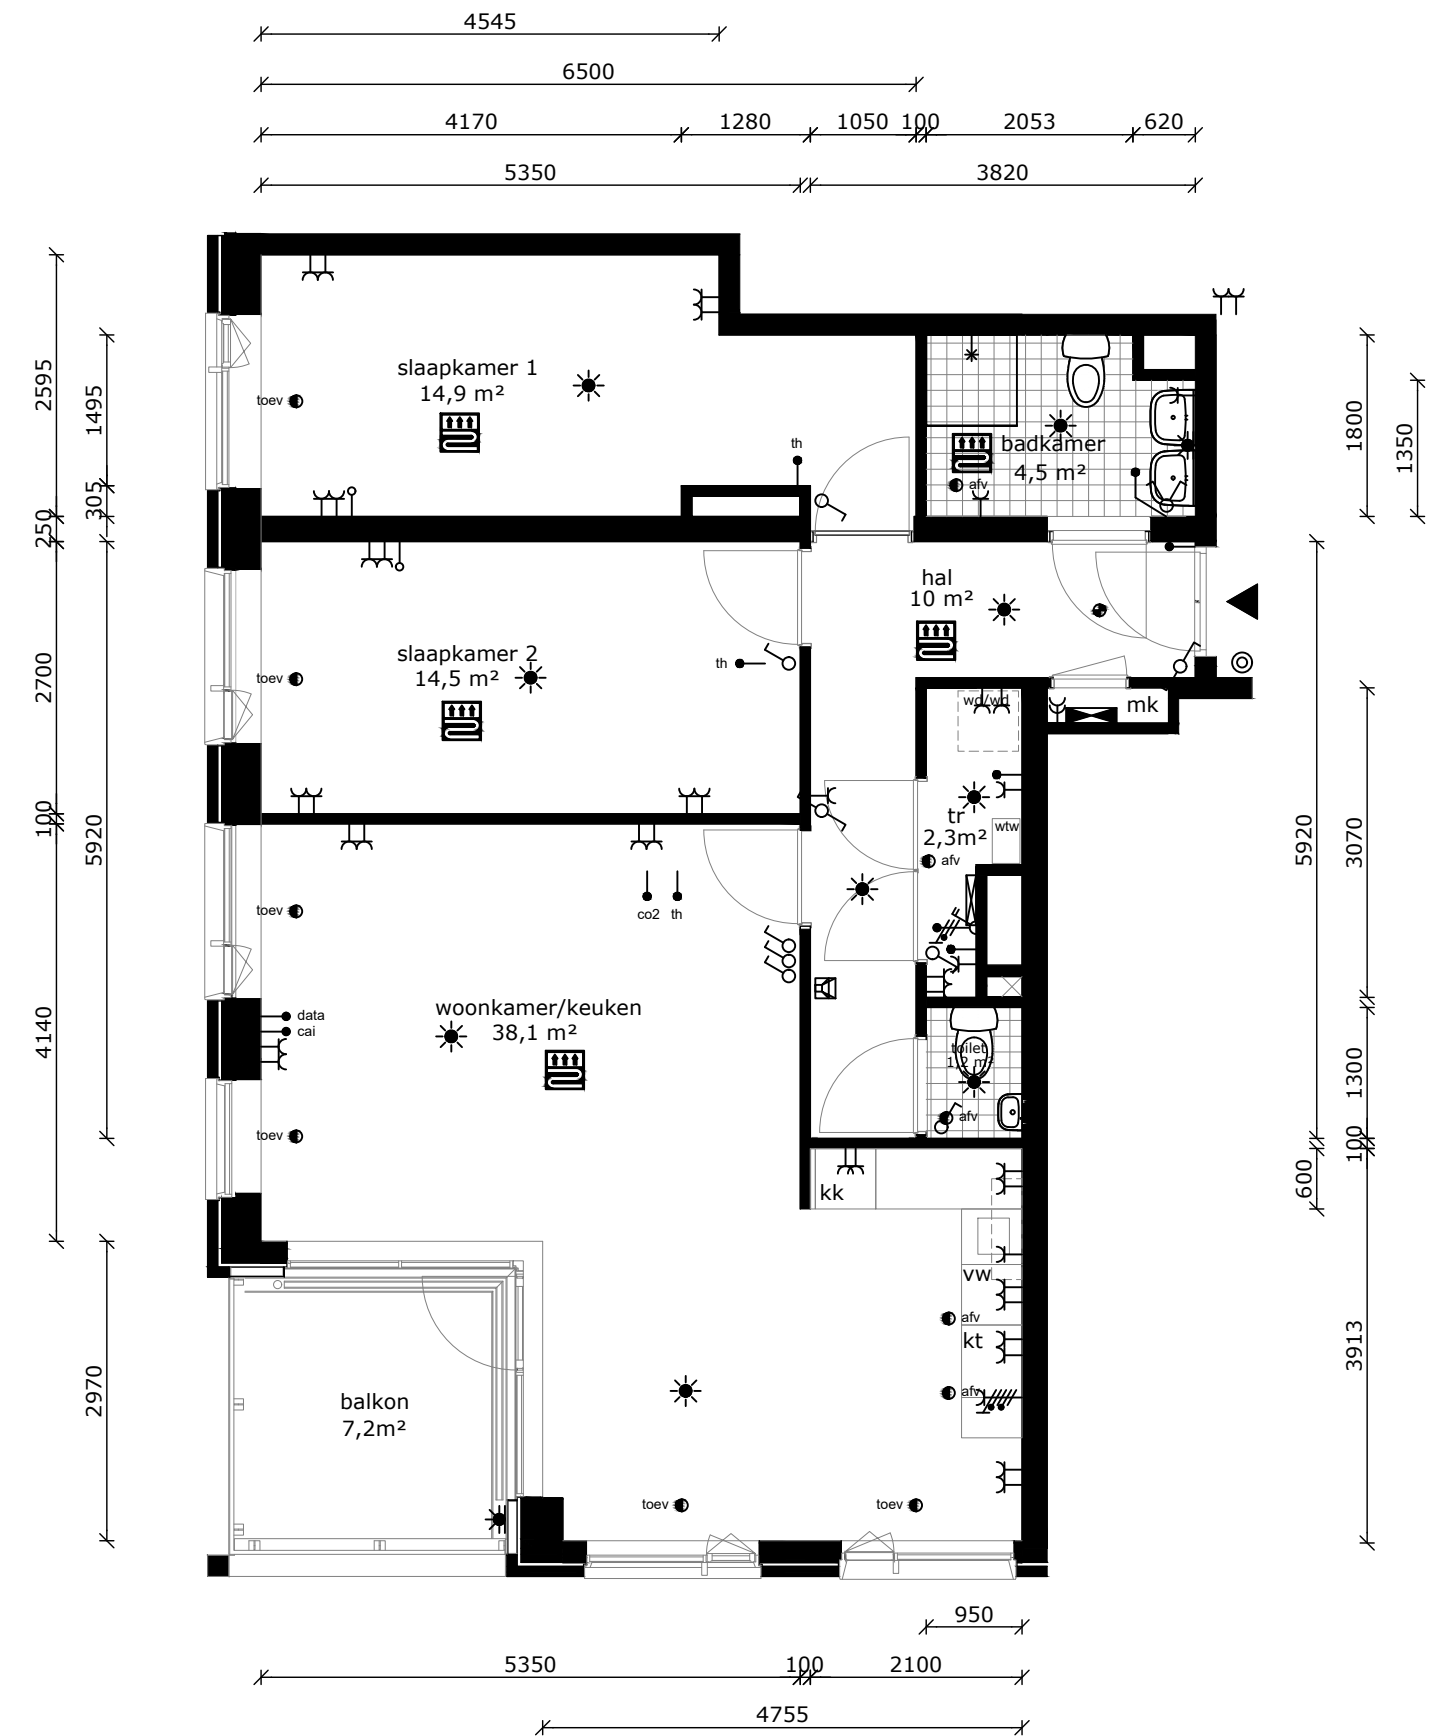 4545
6500
4170 1280 1050 100 2053 620
5350 3820
2595
1495
305
250
2700
100
5920
4140
2970
1800
1350
5920
3070
1300
100
600
3913
slaapkamer 1
14,9 m²
toev
th
badkamer
4,5 m²
afv
hal
10 m²
slaapkamer 2
14,5 m²
toev
th
wd/wd
mk
tr
2,3m²
wtw
afv
toev
co2 th
data
cai
woonkamer/keuken
38,1 m²
toilet
1,2 m²
afv
toev
kk
vw
afv
kt
afv
balkon
7,2m²
toev
toev
950
5350 100 2100
4755